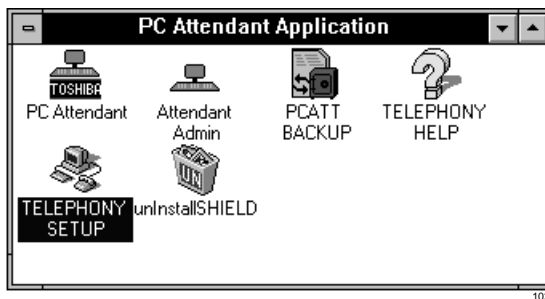 PC Attendant Application
TOSHIBA
PC Attendant
Attendant
Admin
PCATT
BACKUP
TELEPHONY
HELP
UN
TELEPHONY
SETUP
unInstallSHIELD